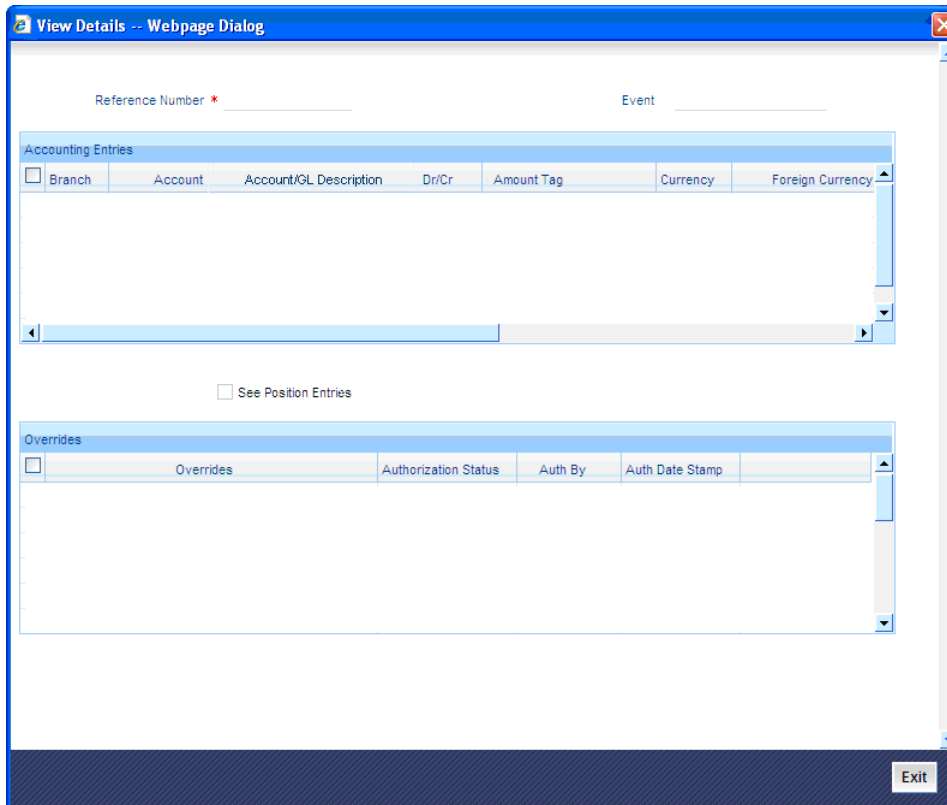 View Details -- Webpage Dialog
Reference Number *
Event
Accounting Entries
Branch Account Account/GL Description Dr/Cr Amount Tag Currency Foreign Currency
See Position Entries
Overrides
Overrides Authorization Status Auth By Auth Date Stamp
Exit